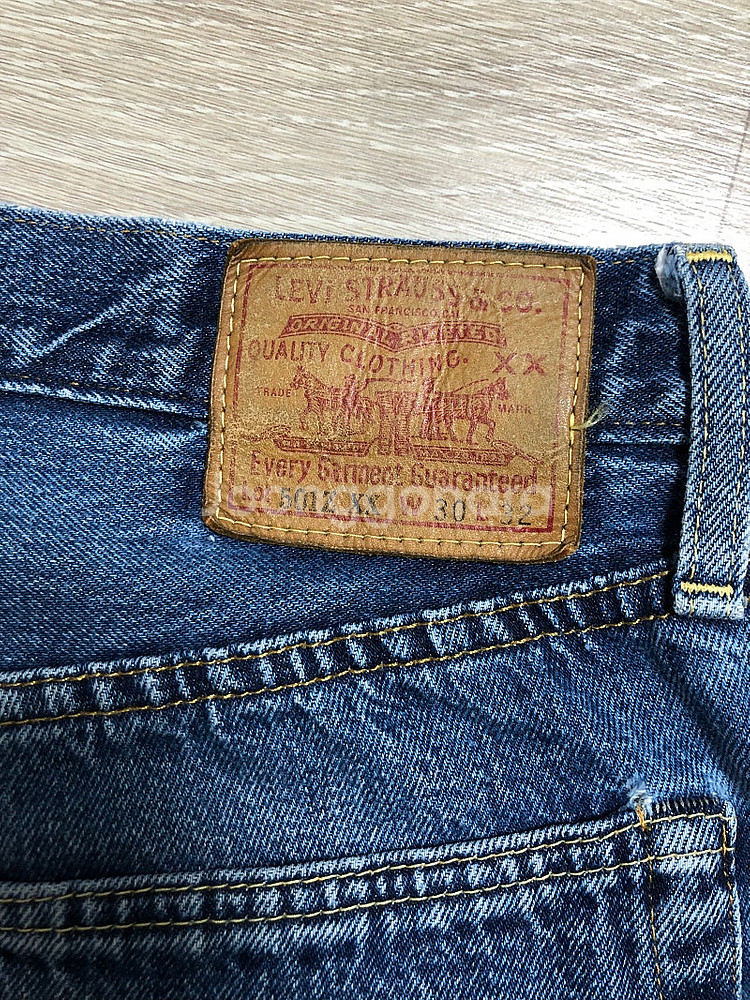 LEVI STRAUSS & CO.
SAN FRANCISCO, CAL.
ORIGINAL RIVETED
QUALITY CLOTHING. XX
TRADE MARK
Every Garment Guaranteed
501Z XX W 30 L 32